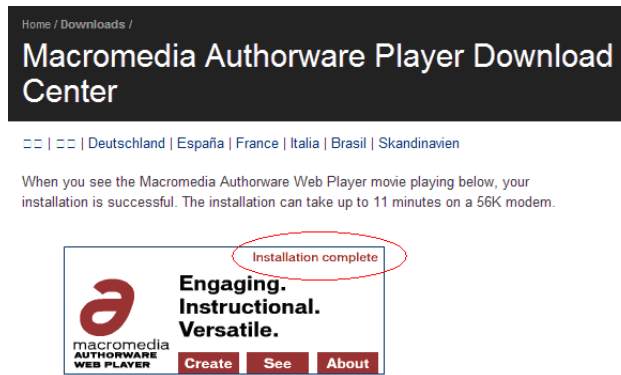 Home / Downloads /
Macromedia Authorware Player Download
Center
| | Deutschland | España | France | Italia | Brasil | Skandinavien
When you see the Macromedia Authorware Web Player movie playing below, your
installation is successful. The installation can take up to 11 minutes on a 56K modem.
Installation complete
Engaging.
Instructional.
Versatile.
macromedia
AUTHORWARE
WEB PLAYER
Create See About